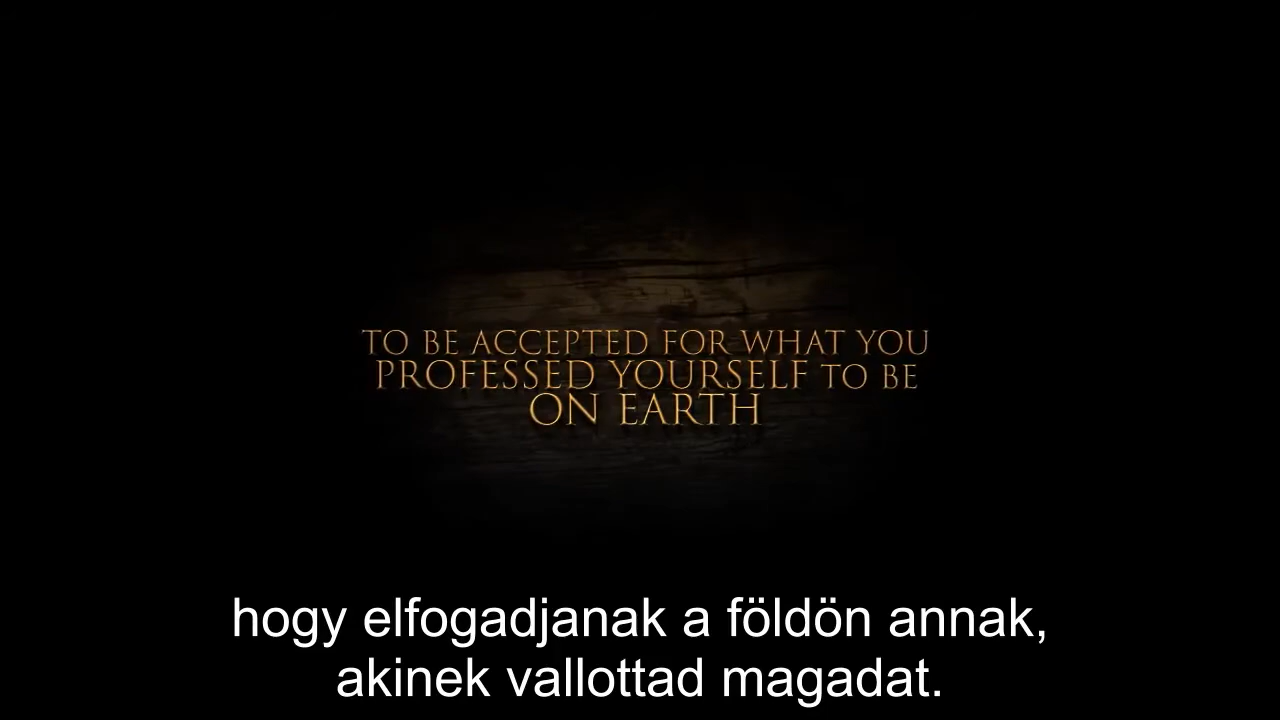 TO BE ACCEPTED FOR WHAT YOU
PROFESSED YOURSELF TO BE
ON EARTH
hogy elfogadjanak a földön annak,
akinek vallottad magadat.